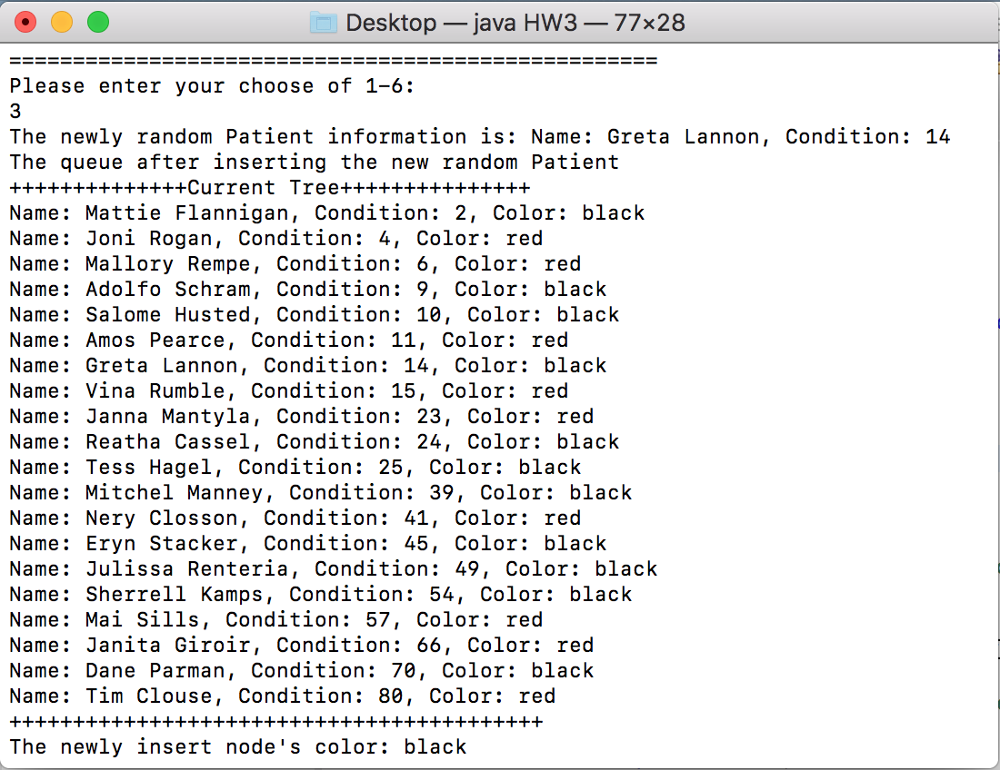 Desktop — java HW3 — 77×28
===================================================
Please enter your choose of 1-6:
3
The newly random Patient information is: Name: Greta Lannon, Condition: 14
The queue after inserting the new random Patient
++++++++++++++Current Tree+++++++++++++++
Name: Mattie Flannigan, Condition: 2, Color: black
Name: Joni Rogan, Condition: 4, Color: red
Name: Mallory Rempe, Condition: 6, Color: red
Name: Adolfo Schram, Condition: 9, Color: black
Name: Salome Husted, Condition: 10, Color: black
Name: Amos Pearce, Condition: 11, Color: red
Name: Greta Lannon, Condition: 14, Color: black
Name: Vina Rumble, Condition: 15, Color: red
Name: Janna Mantyla, Condition: 23, Color: red
Name: Reatha Cassel, Condition: 24, Color: black
Name: Tess Hagel, Condition: 25, Color: black
Name: Mitchel Manney, Condition: 39, Color: black
Name: Nery Closson, Condition: 41, Color: red
Name: Eryn Stacker, Condition: 45, Color: black
Name: Julissa Renteria, Condition: 49, Color: black
Name: Sherrell Kamps, Condition: 54, Color: black
Name: Mai Sills, Condition: 57, Color: red
Name: Janita Giroir, Condition: 66, Color: red
Name: Dane Parman, Condition: 70, Color: black
Name: Tim Clouse, Condition: 80, Color: red
++++++++++++++++++++++++++++++++++++++++++
The newly insert node's color: black